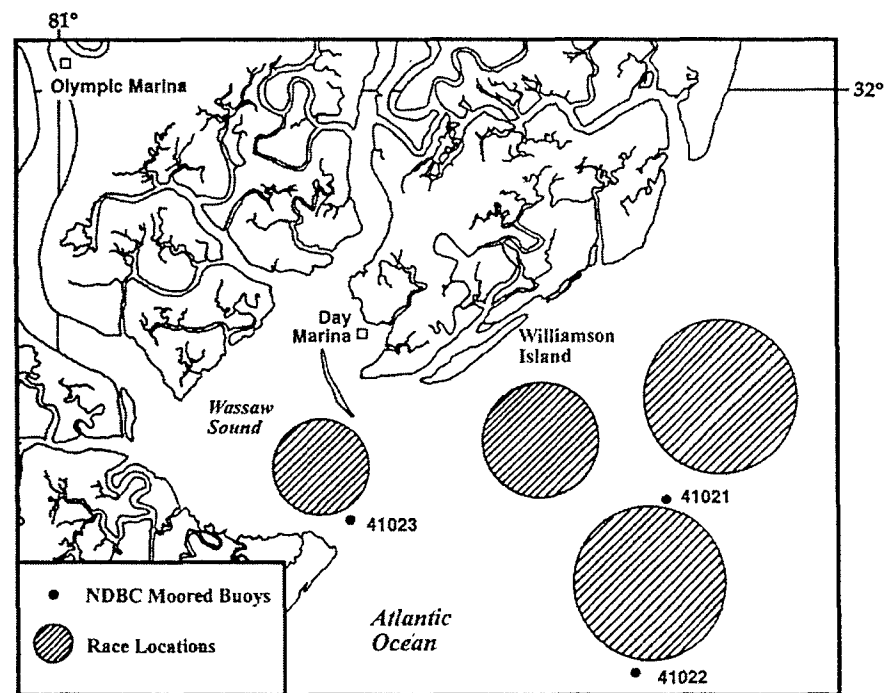 81°
Olympic Marina
32°
Day
Marina
Williamson
Island
Wassaw
Sound
41021
41023
NDBC Moored Buoys
Race Locations
Atlantic
Ocean
41022